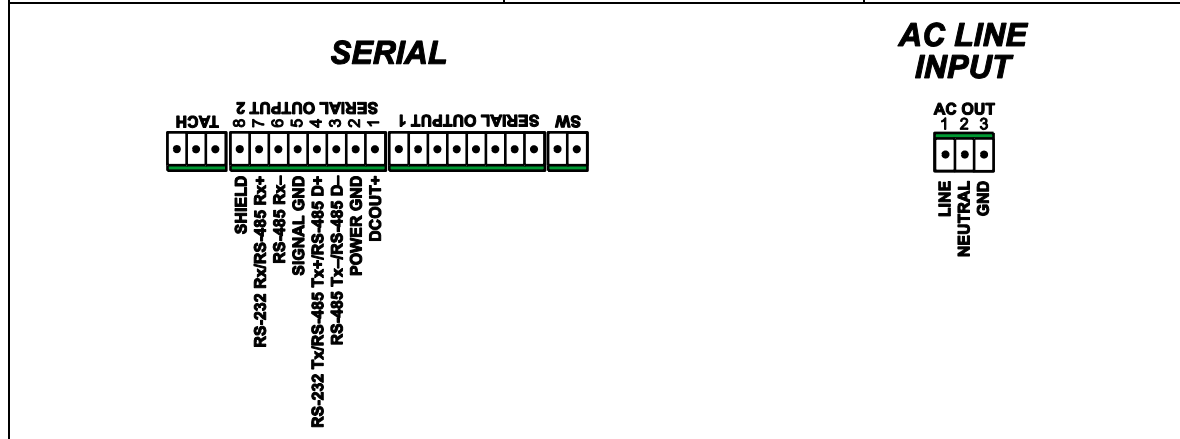 SERIAL
AC LINE
INPUT
TACH
SERIAL OUTPUT 2
SERIAL OUTPUT 1
SW
8 7 6 5 4 3 2 1
SHIELD
RS-232 Rx/RS-485 Rx+
RS-485 Rx–
SIGNAL GND
RS-232 Tx/RS-485 Tx+/RS-485 D+
RS-485 Tx–/RS-485 D–
POWER GND
DCOUT+
AC OUT
1 2 3
LINE
NEUTRAL
GND